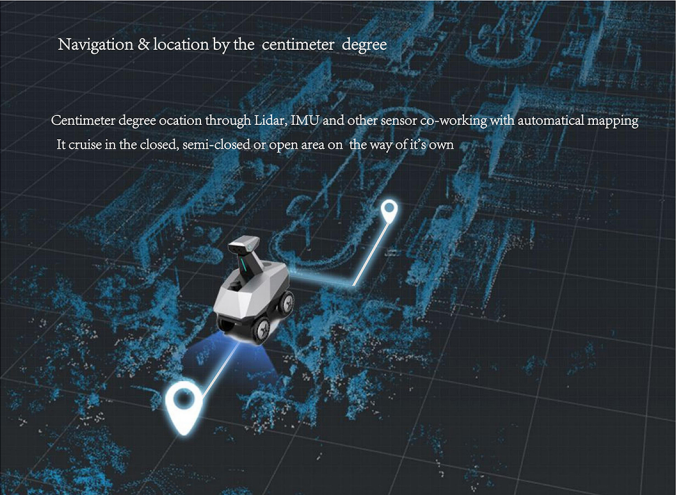 Navigation & location by the centimeter degree
Centimeter degree ocation through Lidar, IMU and other sensor co-working with automatical mapping
It cruise in the closed, semi-closed or open area on the way of it's own